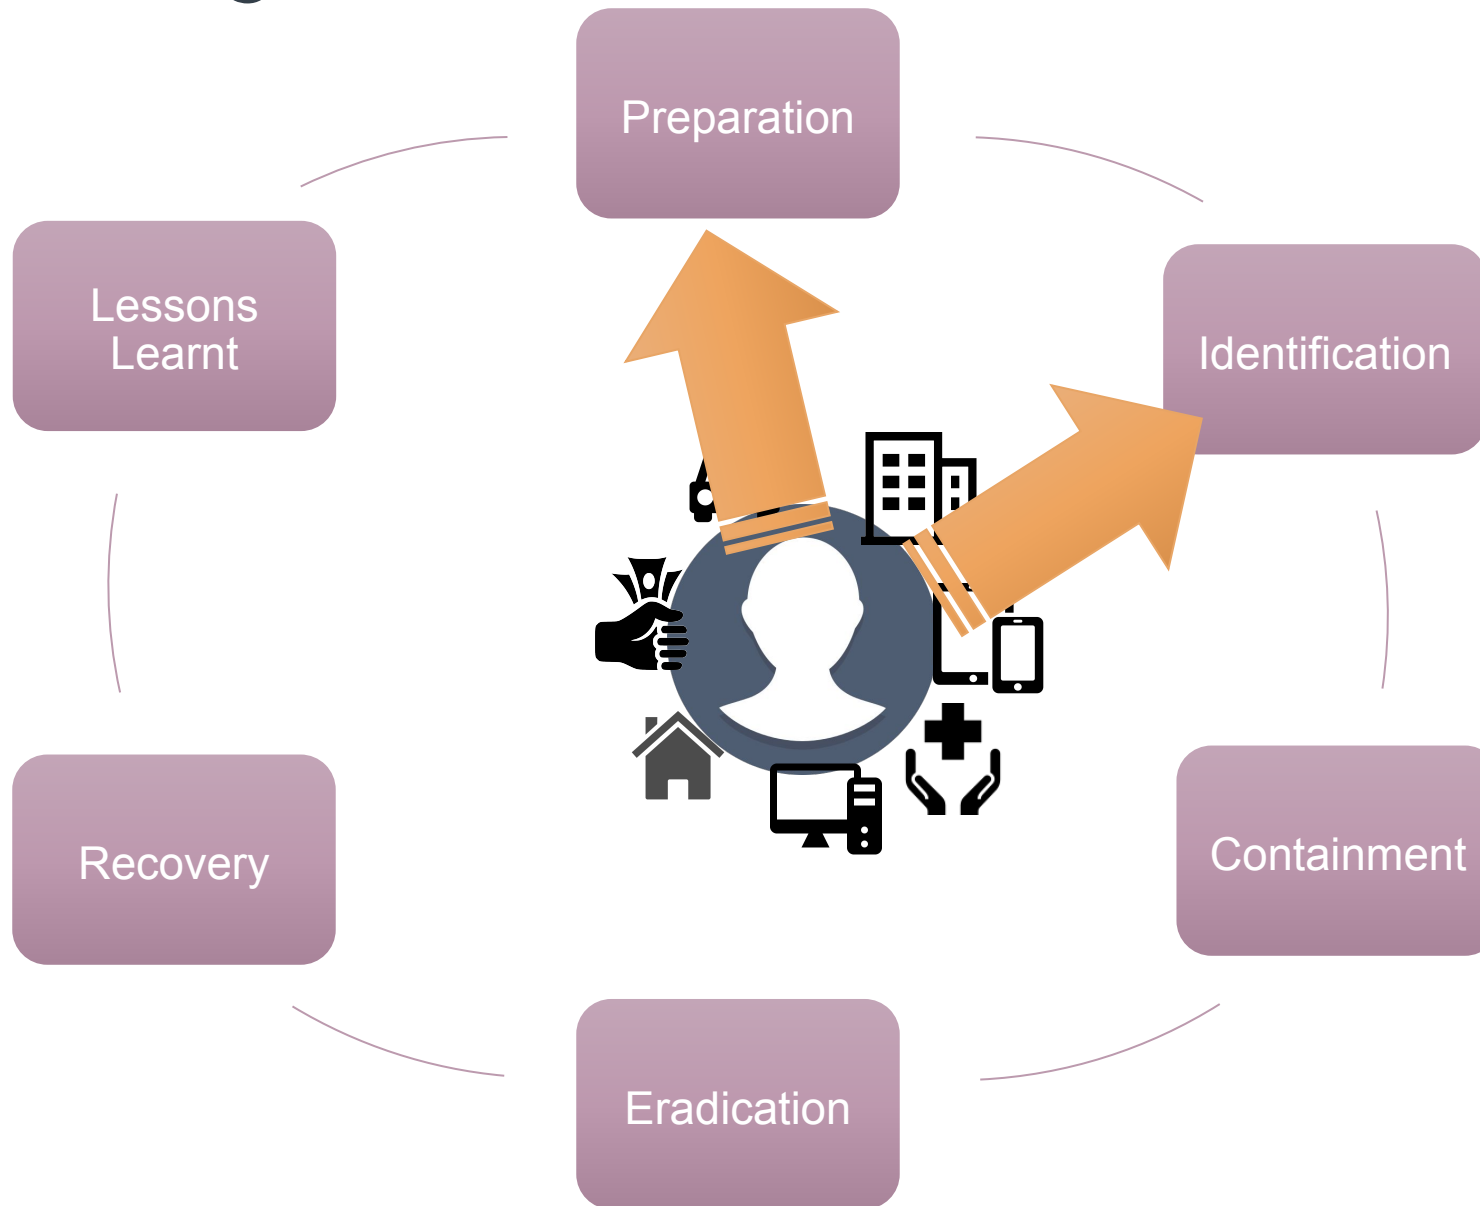 Preparation
Identification
Containment
Eradication
Recovery
Lessons
Learnt